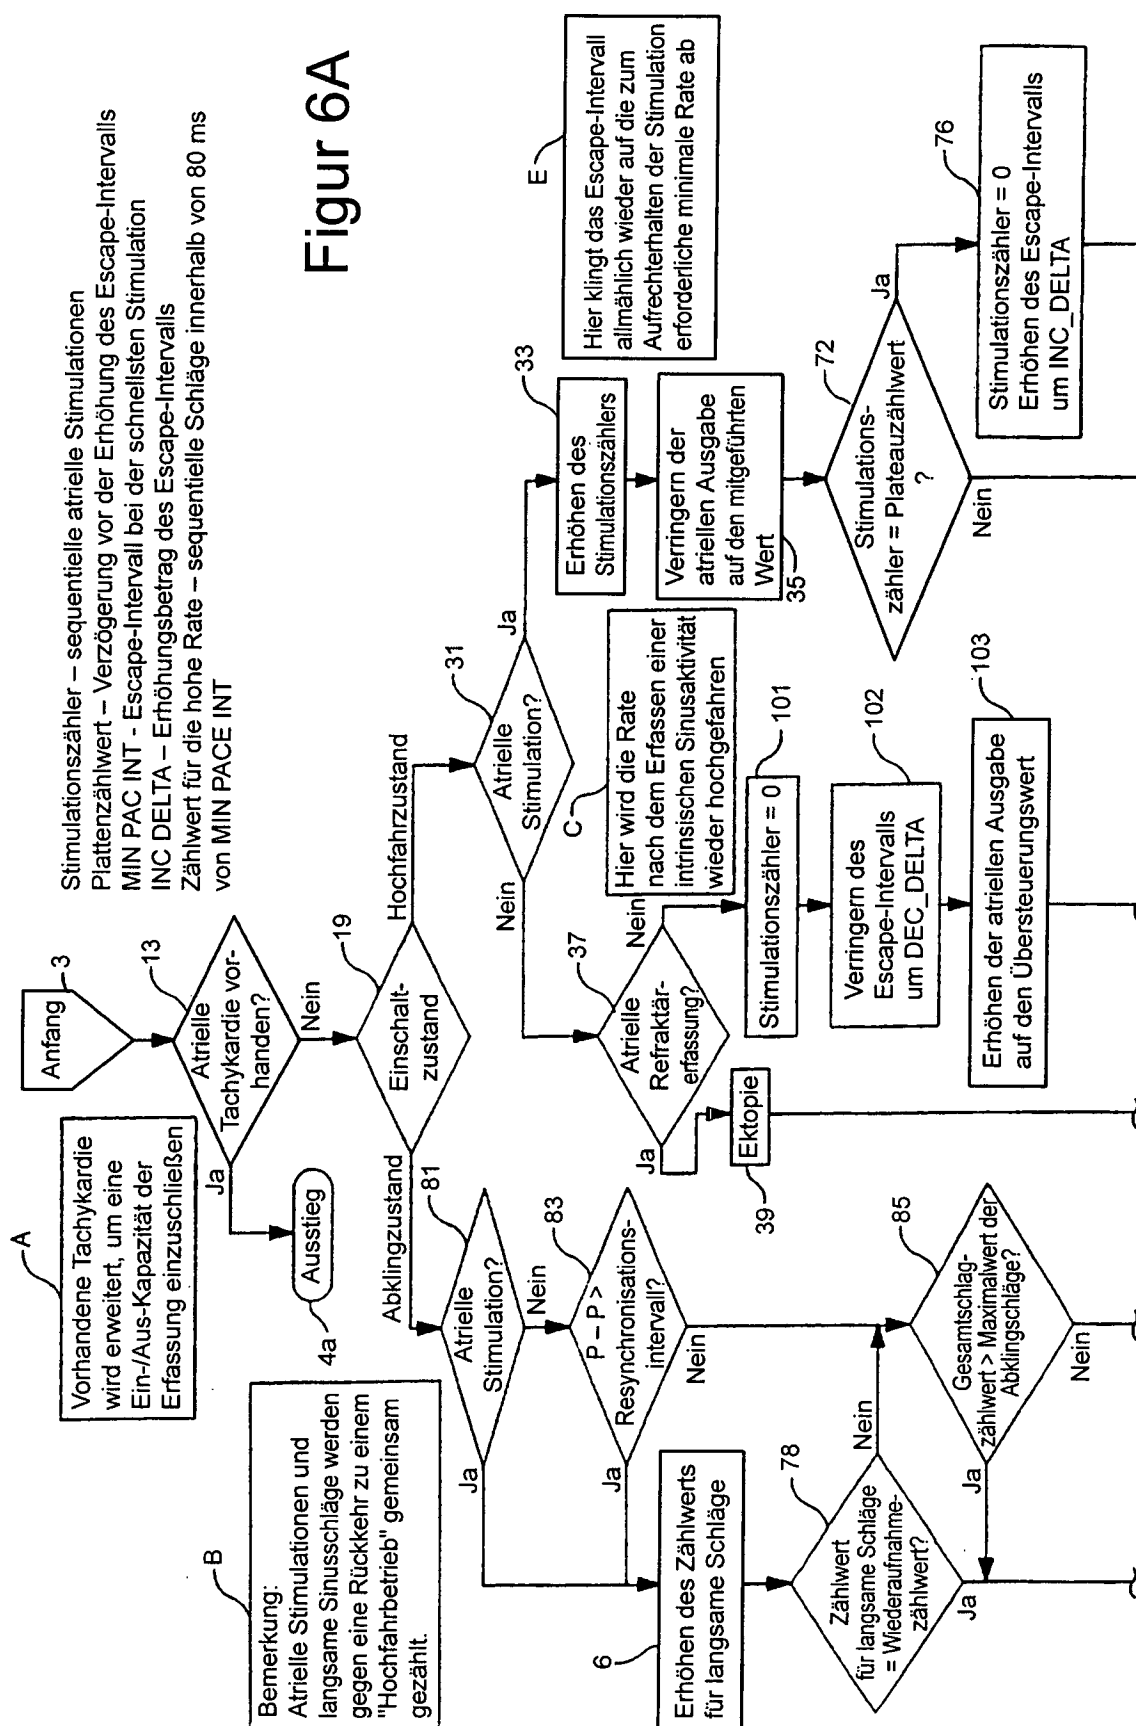 Figur 6A
Stimulationszähler – sequentielle atrielle Stimulationen
Plattenzählwert – Verzögerung vor der Erhöhung des Escape-Intervalls
MIN PAC INT - Escape-Intervall bei der schnellsten Stimulation
INC DELTA – Erhöhungsbetrag des Escape-Intervalls
Zählwert für die hohe Rate – sequentielle Schläge innerhalb von 80 ms
von MIN PACE INT
A
Vorhandene Tachykardie
wird erweitert, um eine
Ein-/Aus-Kapazität der
Erfassung einzuschließen
Anfang
3
13
Atrielle
Tachykardie vor-
handen?
Ja
Nein
Ausstieg
4a
19
Einschalt-
zustand
Abklingzustand
Hochfahrzustand
B
Bemerkung:
Atrielle Stimulationen und
langsame Sinusschläge werden
gegen eine Rückkehr zu einem
"Hochfahrbetrieb" gemeinsam
gezählt.
81
Atrielle
Stimulation?
Ja
Nein
83
P – P >
Resynchronisations-
intervall?
Ja
Nein
6
Erhöhen des Zählwerts
für langsame Schläge
78
Zählwert
für langsame Schläge
= Wiederaufnahme-
zählwert?
Nein
Ja
85
Gesamtschlag-
zählwert > Maximalwert der
Abklingschläge?
Ja
Nein
31
Atrielle
Stimulation?
Nein
Ja
37
Atrielle
Refraktär-
erfassung?
Ja
Nein
Ektopie
39
C
Hier wird die Rate
nach dem Erfassen einer
intrinsischen Sinusaktivität
wieder hochgefahren
101
Stimulationszähler = 0
102
Verringern des
Escape-Intervalls
um DEC_DELTA
103
Erhöhen der atriellen Ausgabe
auf den Übersteuerungswert
33
Erhöhen des
Stimulationszählers
Verringern der
atriellen Ausgabe
auf den mitgeführten
Wert
35
E
Hier klingt das Escape-Intervall
allmählich wieder auf die zum
Aufrechterhalten der Stimulation
erforderliche minimale Rate ab
72
Stimulations-
zähler = Plateauzählwert
?
Ja
Nein
76
Stimulationszähler = 0
Erhöhen des Escape-Intervalls
um INC_DELTA